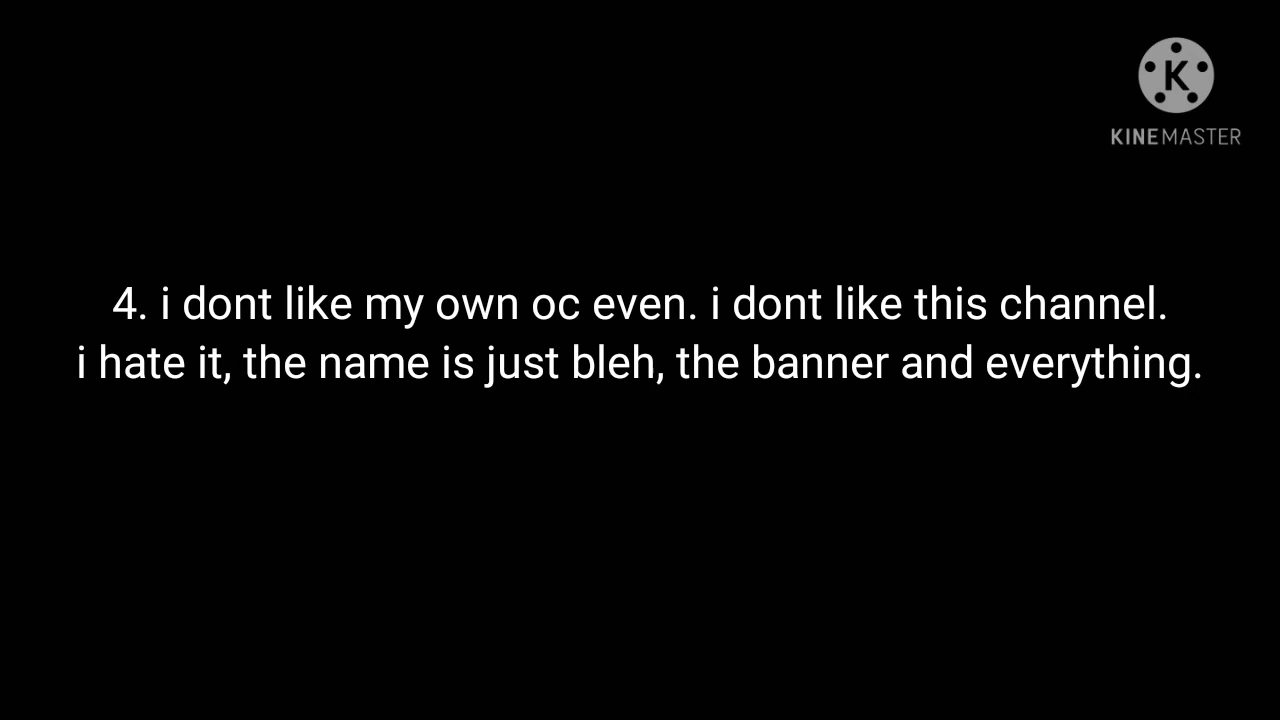 K
KINEMASTER
4. i dont like my own oc even. i dont like this channel.
i hate it, the name is just bleh, the banner and everything.